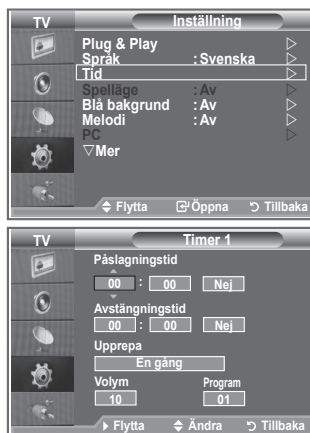 TV Inställning
Plug & Play
Språk : Svenska
Tid
Spelläge : Av
Blå bakgrund : Av
Melodi : Av
PC
▽Mer
Flytta Öppna Tillbaka
TV Timer 1
Påslagningstid
00 : 00 Nej
Avstängningstid
00 : 00 Nej
Upprepa
En gång
Volym Program
10 01
Flytta Ändra Tillbaka